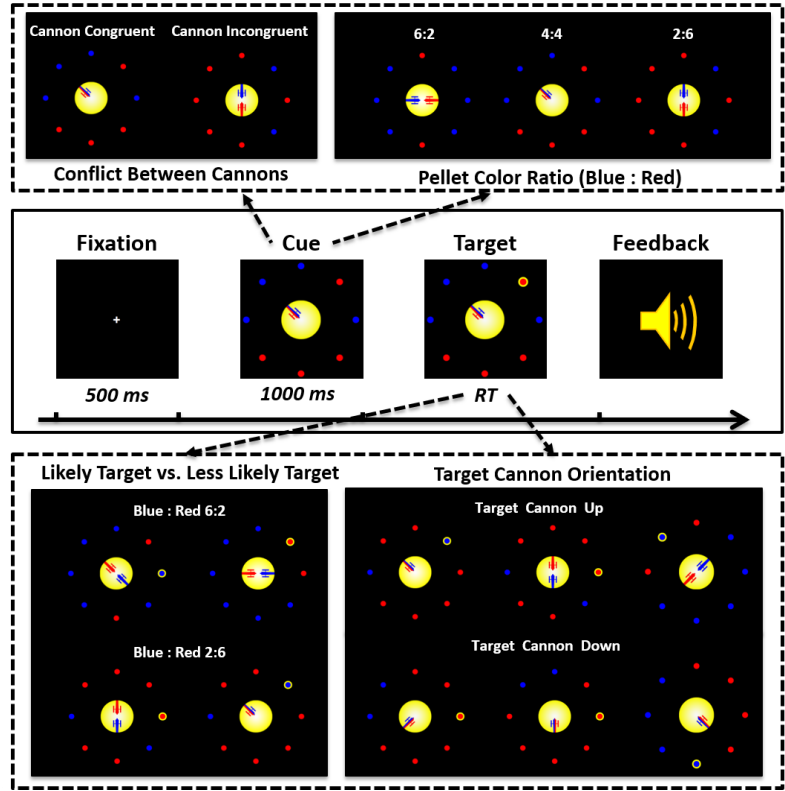 Cannon Congruent
Cannon Incongruent
6:2
4:4
2:6
Conflict Between Cannons
Pellet Color Ratio (Blue : Red)
Fixation
Cue
Target
Feedback
500 ms
1000 ms
RT
Likely Target vs. Less Likely Target
Target Cannon Orientation
Blue : Red 6:2
Target Cannon Up
Blue : Red 2:6
Target Cannon Down